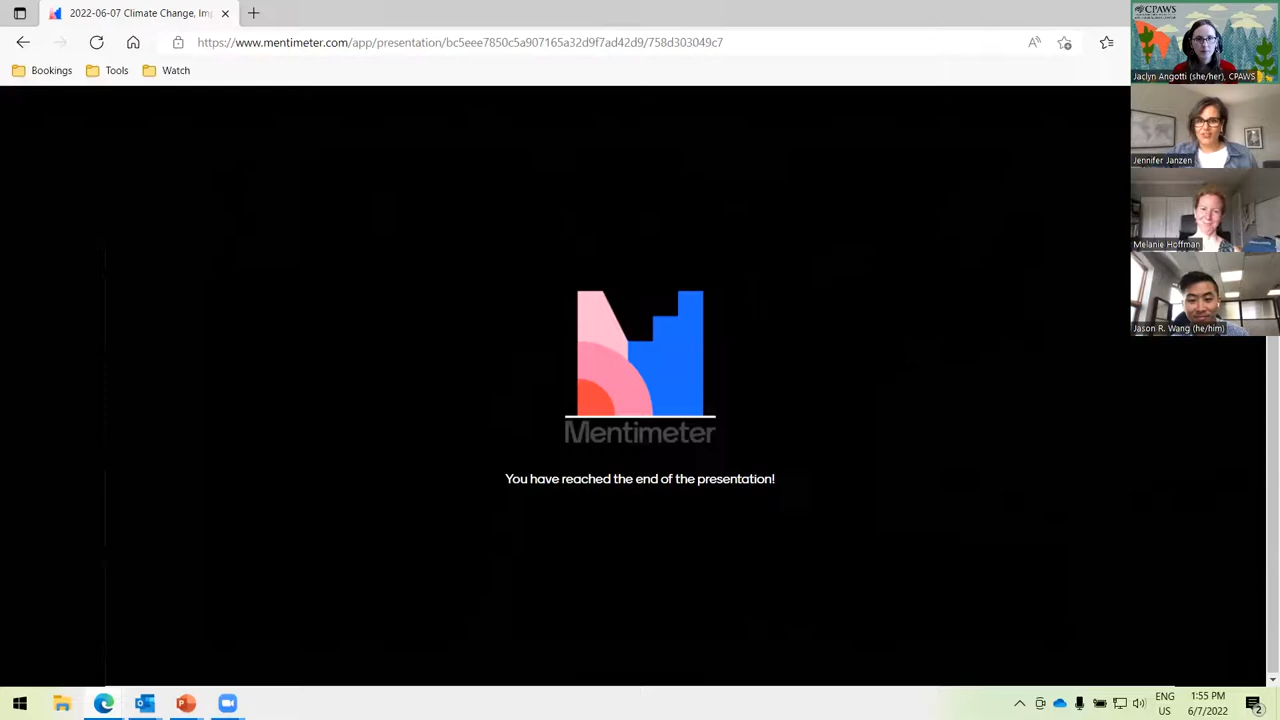 2022-06-07 Climate Change, Im
https://www.mentimeter.com/app/presentation/bc5eee7850c5a907165a32d9f7ad42d9/758d303049c7
Bookings
Tools
Watch
CPAWS
Jaclyn Angotti (she/her), CPAWS
Jennifer Janzen
Melanie Hoffman
Jason R. Wang (he/him)
Mentimeter
You have reached the end of the presentation!
ENG
US
1:55 PM
6/7/2022
2